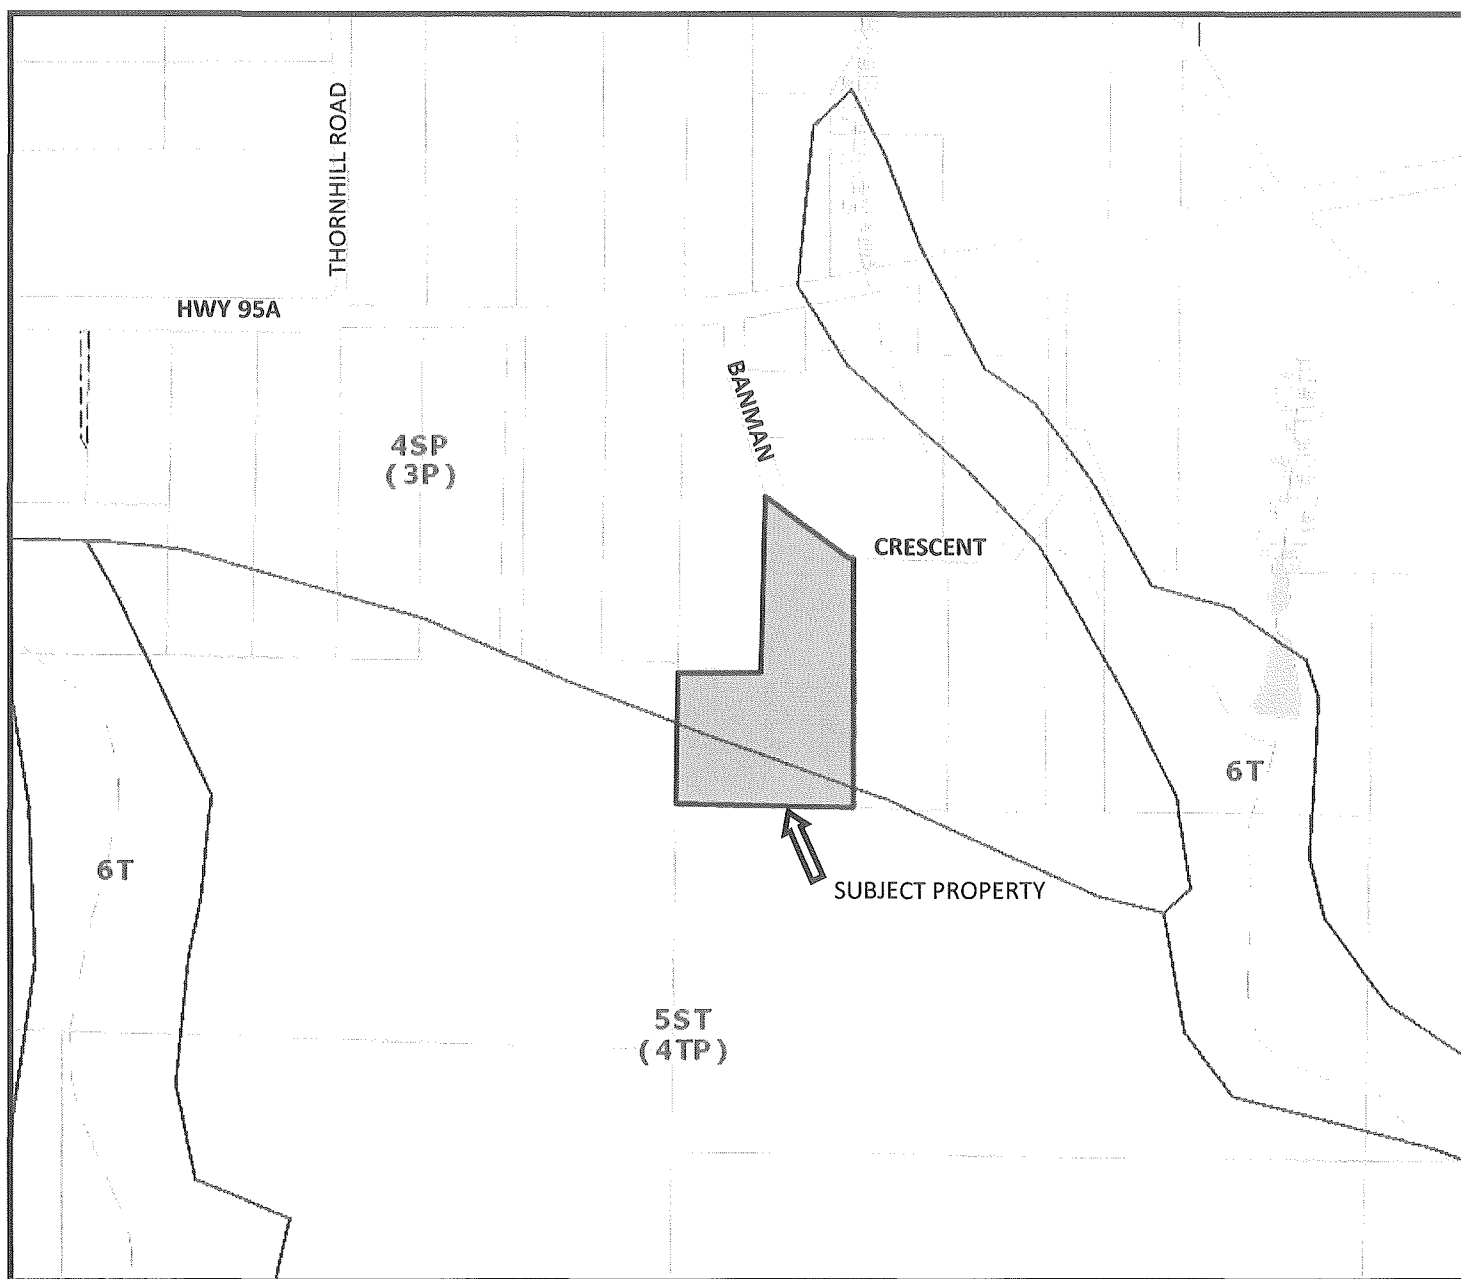 THORNHILL ROAD
HWY 95A
BANMAN
4SP
(3P)
CRESCENT
6T
6T
SUBJECT PROPERTY
5ST
(4TP)